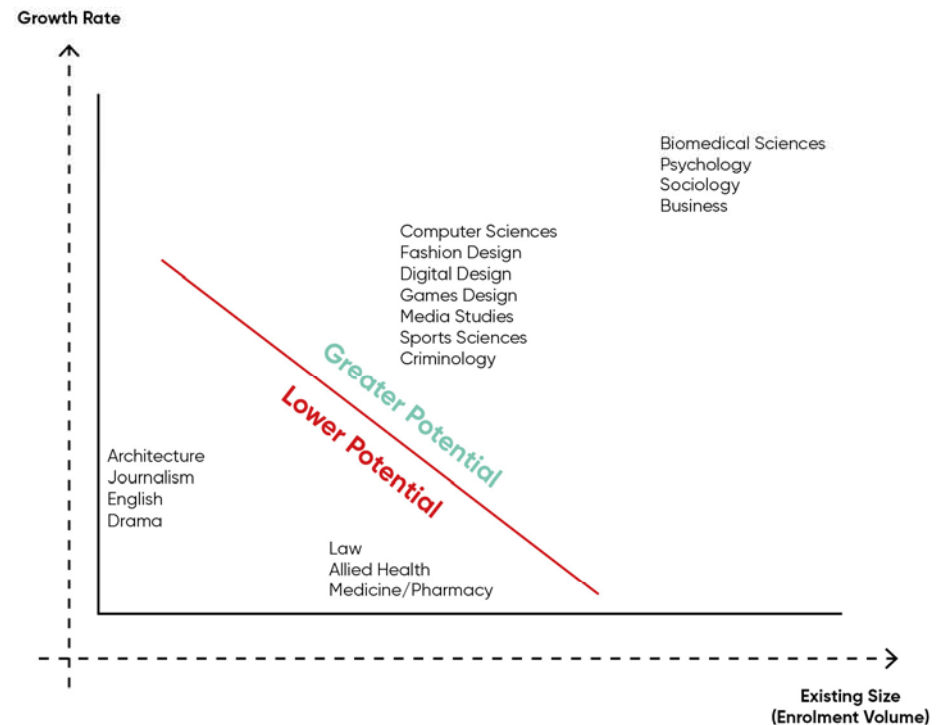 Growth Rate
Biomedical Sciences
Psychology
Sociology
Business
Computer Sciences
Fashion Design
Digital Design
Games Design
Media Studies
Sports Sciences
Criminology
Greater Potential
Lower Potential
Architecture
Journalism
English
Drama
Law
Allied Health
Medicine/Pharmacy
Existing Size
(Enrolment Volume)